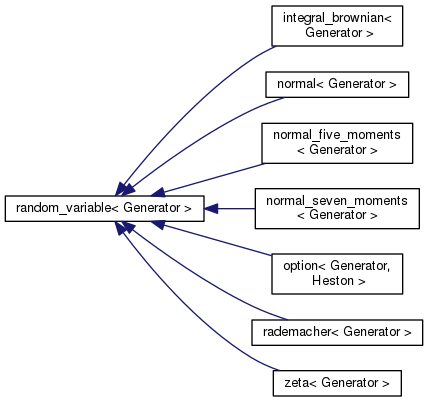 integral_brownian<
Generator >
normal< Generator >
normal_five_moments
< Generator >
random_variable< Generator >
normal_seven_moments
< Generator >
option< Generator,
Heston >
rademacher< Generator >
zeta< Generator >